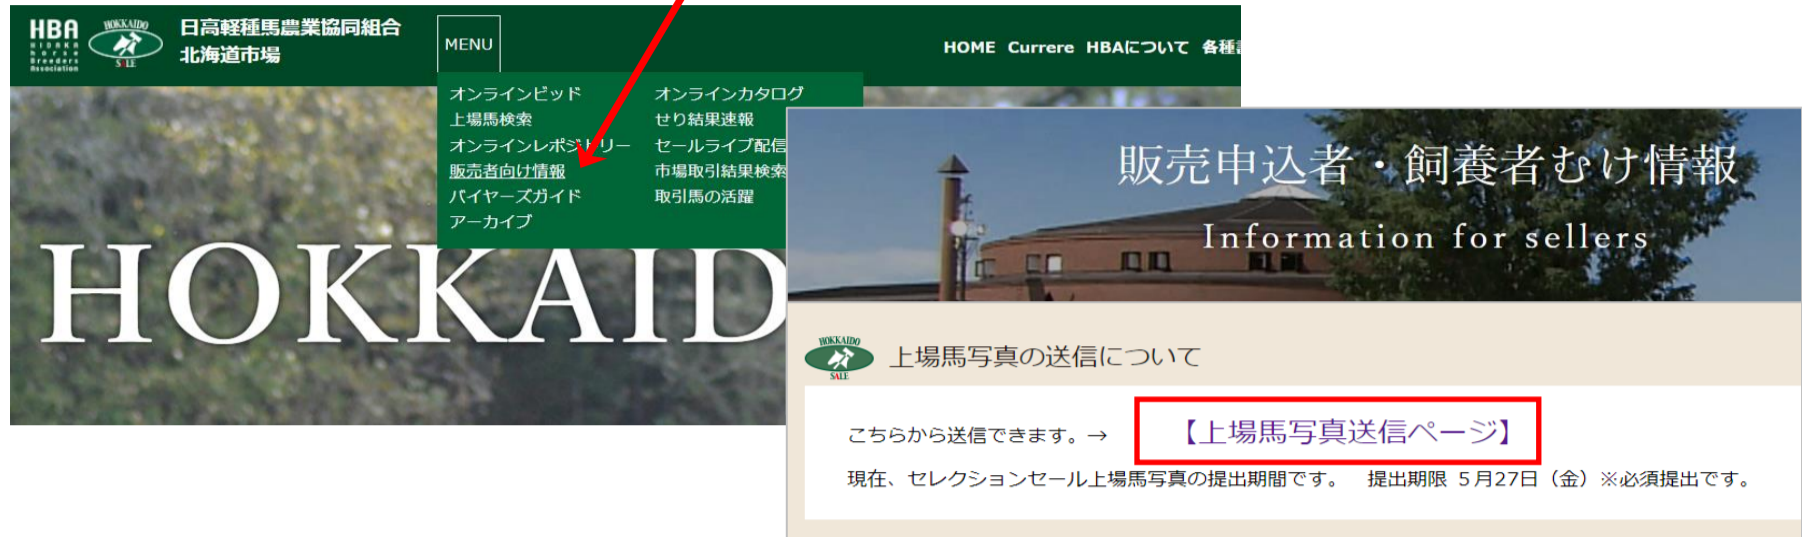 HBA
HIDAKA
horse
Breeders
Association
HOKKAIDO
SALE
日高軽種馬農業協同組合
北海道市場
MENU
HOME Currere HBAについて 各種
オンラインビッド
上場馬検索
オンラインレポジトリー
販売者向け情報
バイヤーズガイド
アーカイブ
オンラインカタログ
せり結果速報
セールライブ配信
市場取引結果検索
取引馬の活躍
HOKKAID
販売申込者・飼養者むけ情報
Information for sellers
HOKKAIDO
SALE
上場馬写真の送信について
こちらから送信できます。→ 【上場馬写真送信ページ】
現在、セレクションセール上場馬写真の提出期間です。 提出期限 5月27日（金）※必須提出です。